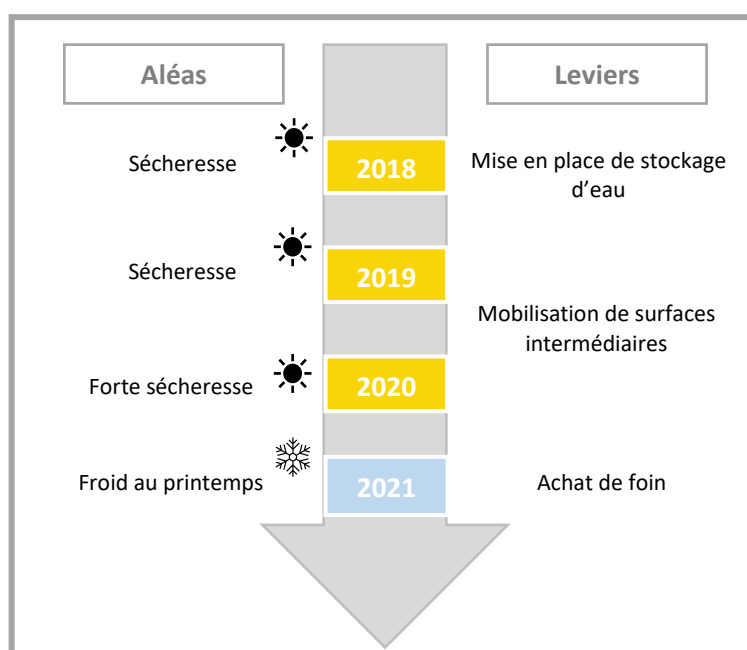 Aléas
Leviers
Sécheresse
2018
Mise en place de stockage
d’eau
Sécheresse
2019
Mobilisation de surfaces
intermédiaires
Forte sécheresse
2020
Froid au printemps
2021
Achat de foin